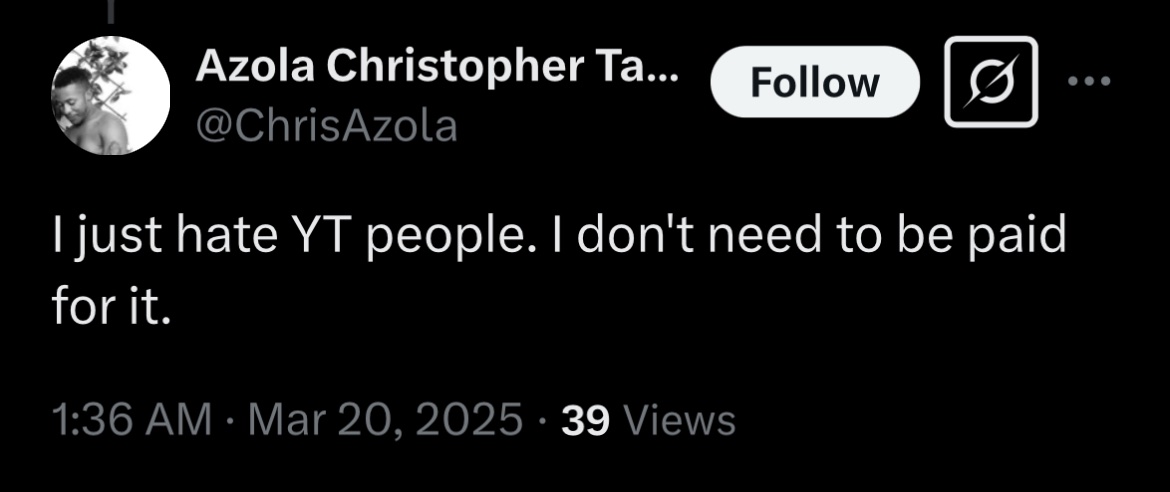 Azola Christopher Ta...
Follow
@ChrisAzola
I just hate YT people. I don't need to be paid
for it.
1:36 AM · Mar 20, 2025 · 39 Views